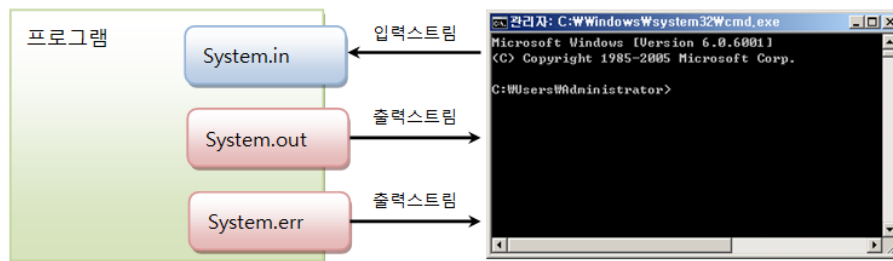 프로그램
System.in
입력스트림
System.out
출력스트림
System.err
출력스트림
관리자: C:₩Windows₩system32₩cmd.exe
Microsoft Windows [Version 6.0.6001]
(C) Copyright 1985-2005 Microsoft Corp.
C:₩Users₩Administrator>